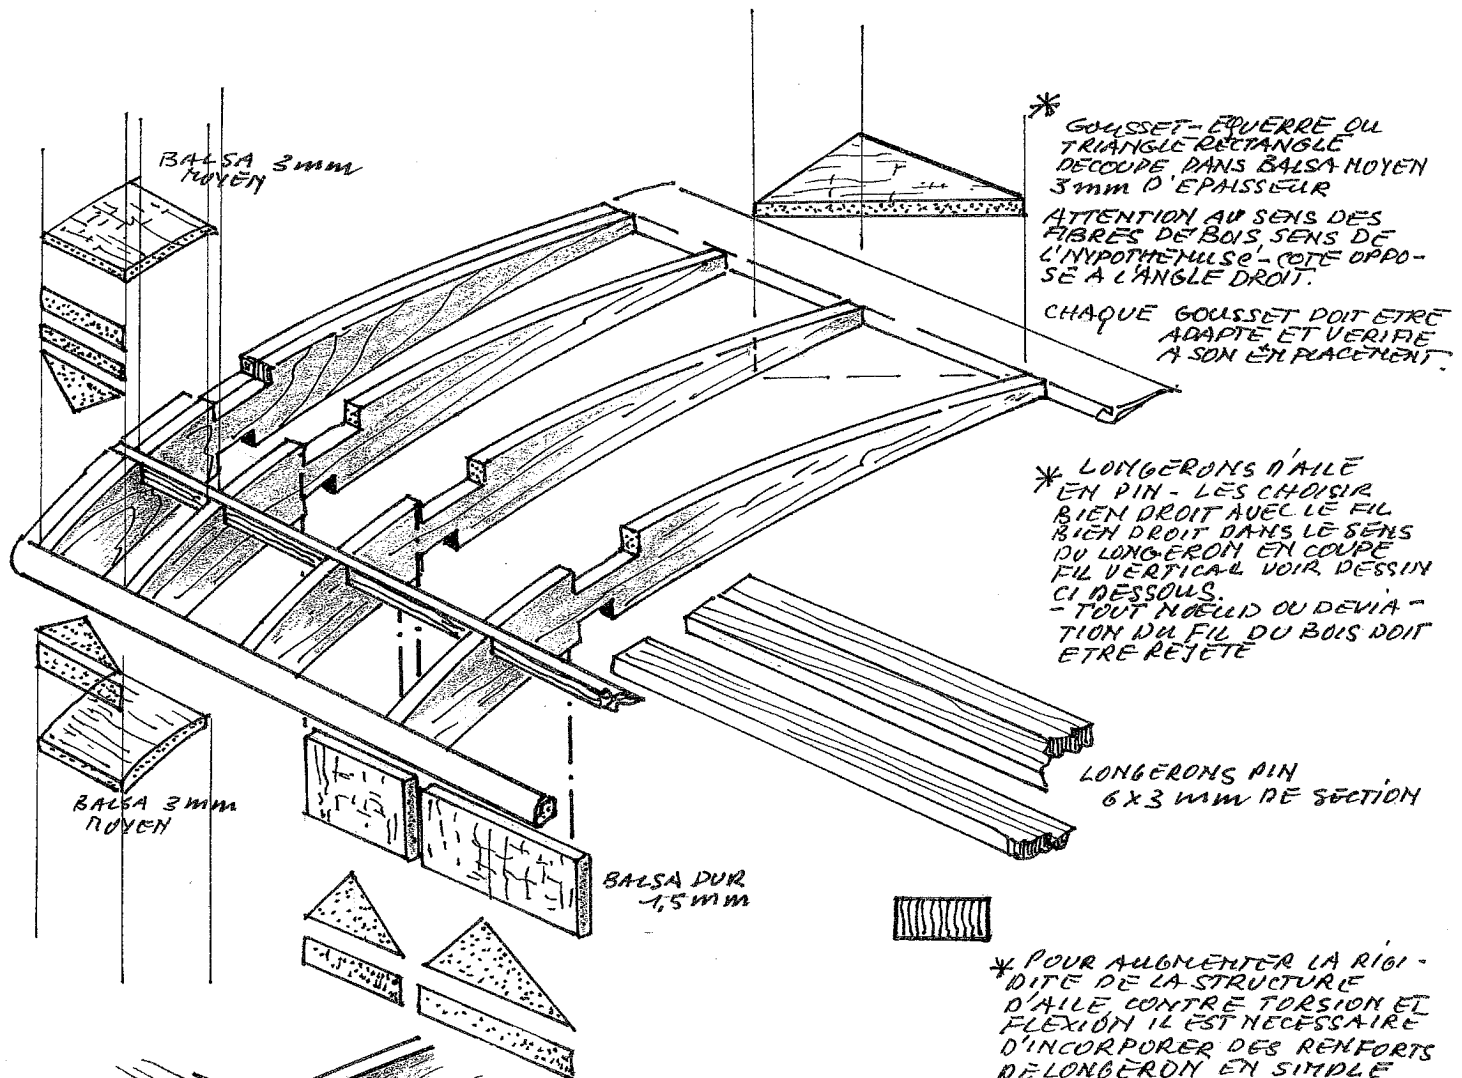 BALSA 3mm
MOYEN
GOUSSET-EQUERRE OU
TRIANGLE RECTANGLE
DECOUPE DANS BALSA MOYEN
3mm D'EPAISSEUR
ATTENTION AU SENS DES
FIBRES DE BOIS SENS DE
L'HYPOTHENUSE - COTE OPPO-
SE A L'ANGLE DROIT.
CHAQUE GOUSSET DOIT ETRE
ADAPTE ET VERIFIE
A SON EMPLACEMENT.
* LONGERONS D'AILE
EN PIN - LES CHOISIR
BIEN DROIT AVEC LE FIL
BIEN DROIT DANS LE SENS
DU LONGERON EN COUPE
FIL VERTICAL VOIR DESSIN
CI DESSOUS.
- TOUT NOEUD OU DEVIA-
TION DU FIL DU BOIS DOIT
ETRE REJETE
LONGERONS PIN
6 X 3 mm DE SECTION
BALSA 3mm
MOYEN
BALSA DUR
1,5 mm
* POUR AUGMENTER LA RIGI-
DITE DE LA STRUCTURE
D'AILE CONTRE TORSION ET
FLEXION IL EST NECESSAIRE
D'INCORPORER DES RENFORTS
DE LONGERON EN SIMPLE